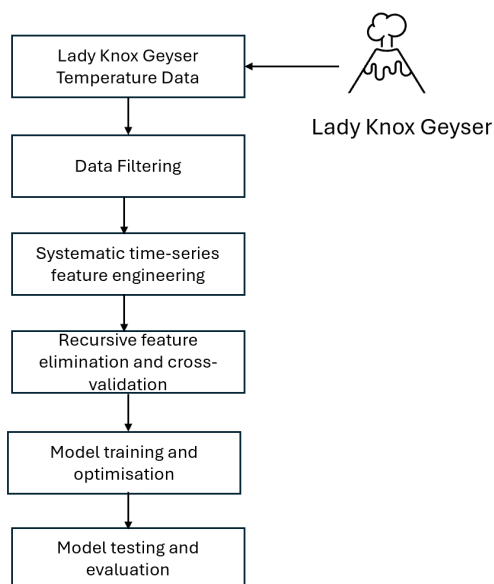 Lady Knox Geyser
Temperature Data
Lady Knox Geyser
Data Filtering
Systematic time-series
feature engineering
Recursive feature
elimination and cross-
validation
Model training and
optimisation
Model testing and
evaluation